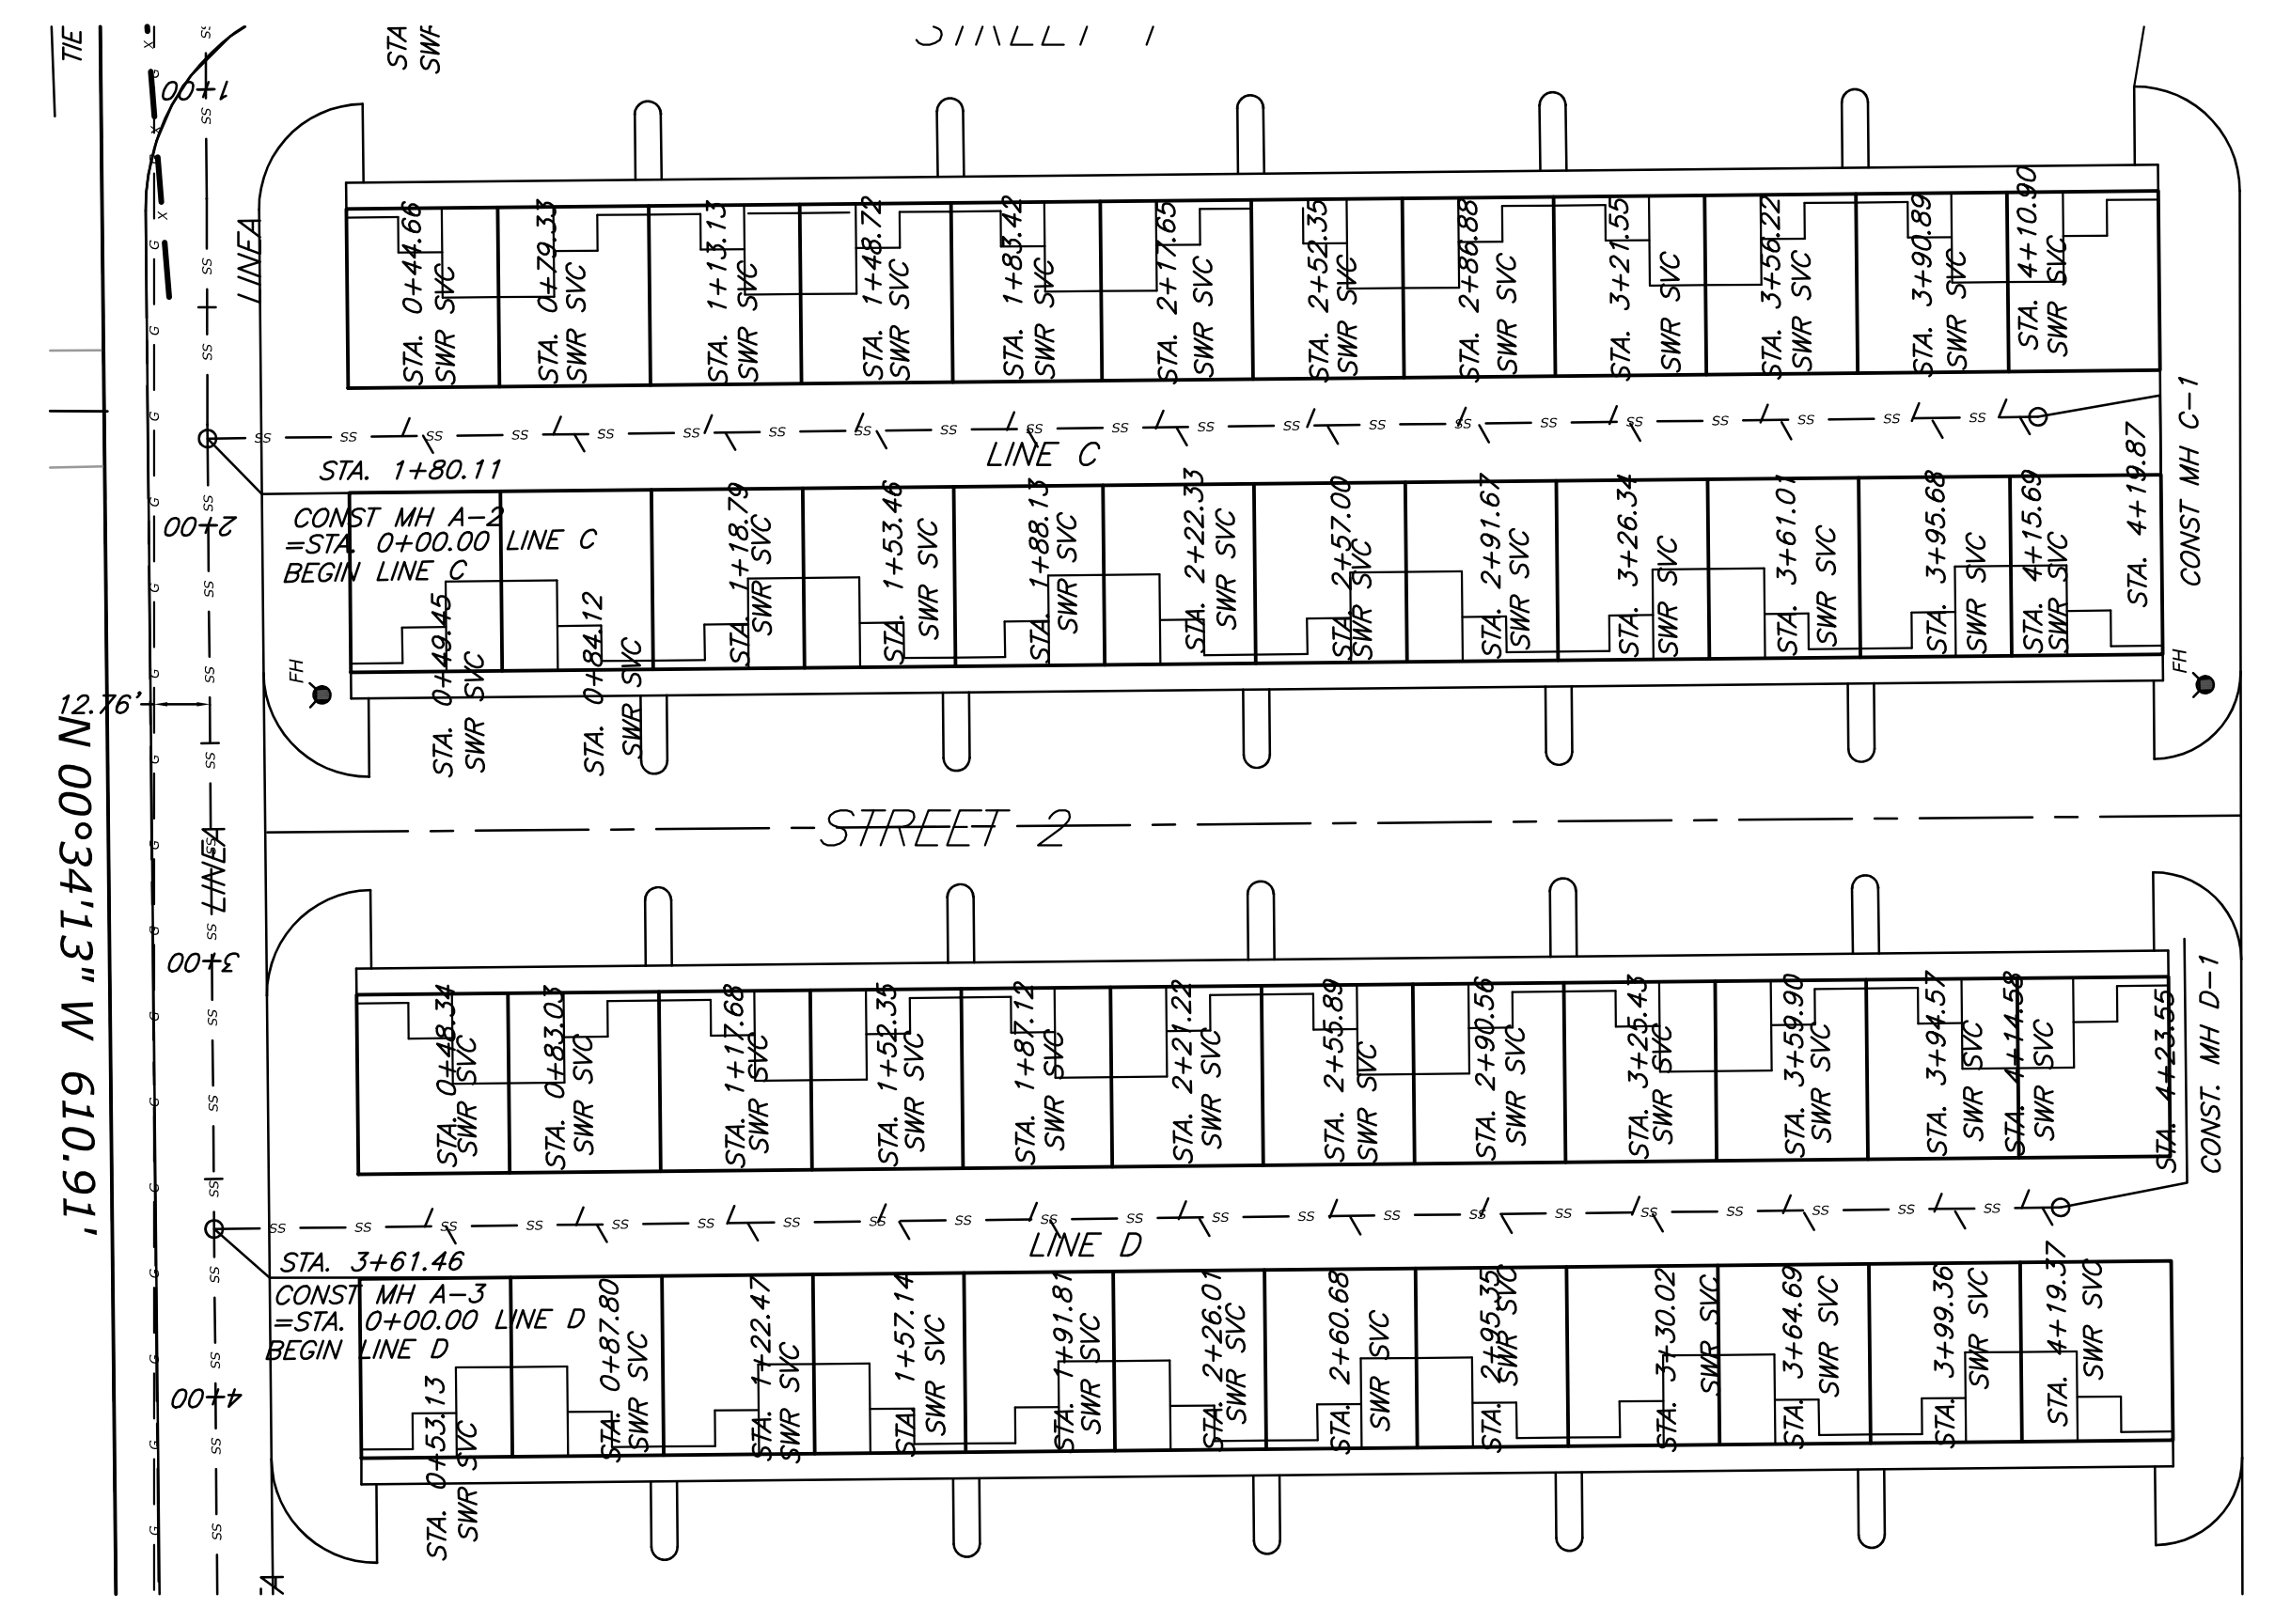 TIE
STA
SWR
1+00
LINEA
STA. 0+44.66
SWR SVC
STA. 0+79.33
SWR SVC
STA. 1+13.13
SWR SVC
STA. 1+48.72
SWR SVC
STA. 1+83.42
SWR SVC
STA. 2+17.65
SWR SVC
STA. 2+52.35
SWR SVC
STA. 2+86.88
SWR SVC
STA. 3+21.55
SWR SVC
STA. 3+56.22
SWR SVC
STA. 3+90.89
SWR SVC
STA. 4+10.90
SWR SVC
LINE C
STA. 1+80.11
CONST MH A-2
=STA. 0+00.00 LINE C
BEGIN LINE C
2+00
STA. 0+49.45
SWR SVC
STA. 0+84.12
SWR SVC
STA. 1+18.79
SWR SVC
STA. 1+53.46
SWR SVC
STA. 1+88.13
SWR SVC
STA. 2+22.33
SWR SVC
STA. 2+57.00
SWR SVC
STA. 2+91.67
SWR SVC
STA. 3+26.34
SWR SVC
STA. 3+61.01
SWR SVC
STA. 3+95.68
SWR SVC
STA. 4+15.69
SWR SVC
STA. 4+19.87
CONST MH C-1
FH
FH
12.76'
N 00°34'13" W 610.91'
STREET 2
LINEA
3+00
STA. 0+48.34
SWR SVC
STA. 0+83.03
SWR SVC
STA. 1+17.68
SWR SVC
STA. 1+52.35
SWR SVC
STA. 1+87.12
SWR SVC
STA. 2+21.22
SWR SVC
STA. 2+55.89
SWR SVC
STA. 2+90.56
SWR SVC
STA. 3+25.43
SWR SVC
STA. 3+59.90
SWR SVC
STA. 3+94.57
SWR SVC
STA. 4+14.58
SWR SVC
STA. 4+23.55
CONST. MH D-1
LINE D
STA. 3+61.46
CONST MH A-3
=STA. 0+00.00 LINE D
BEGIN LINE D
4+00
STA. 0+53.13
SWR SVC
STA. 0+87.80
SWR SVC
STA. 1+22.47
SWR SVC
STA. 1+57.14
SWR SVC
STA. 1+91.81
SWR SVC
STA. 2+26.01
SWR SVC
STA. 2+60.68
SWR SVC
STA. 2+95.35
SWR SVC
STA. 3+30.02
SWR SVC
STA. 3+64.69
SWR SVC
STA. 3+99.36
SWR SVC
STA. 4+19.37
SWR SVC